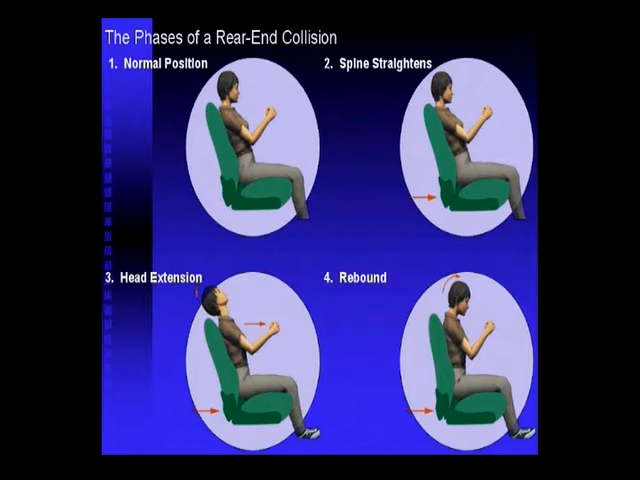 The Phases of a Rear-End Collision
1. Normal Position
2. Spine Straightens
3. Head Extension
4. Rebound